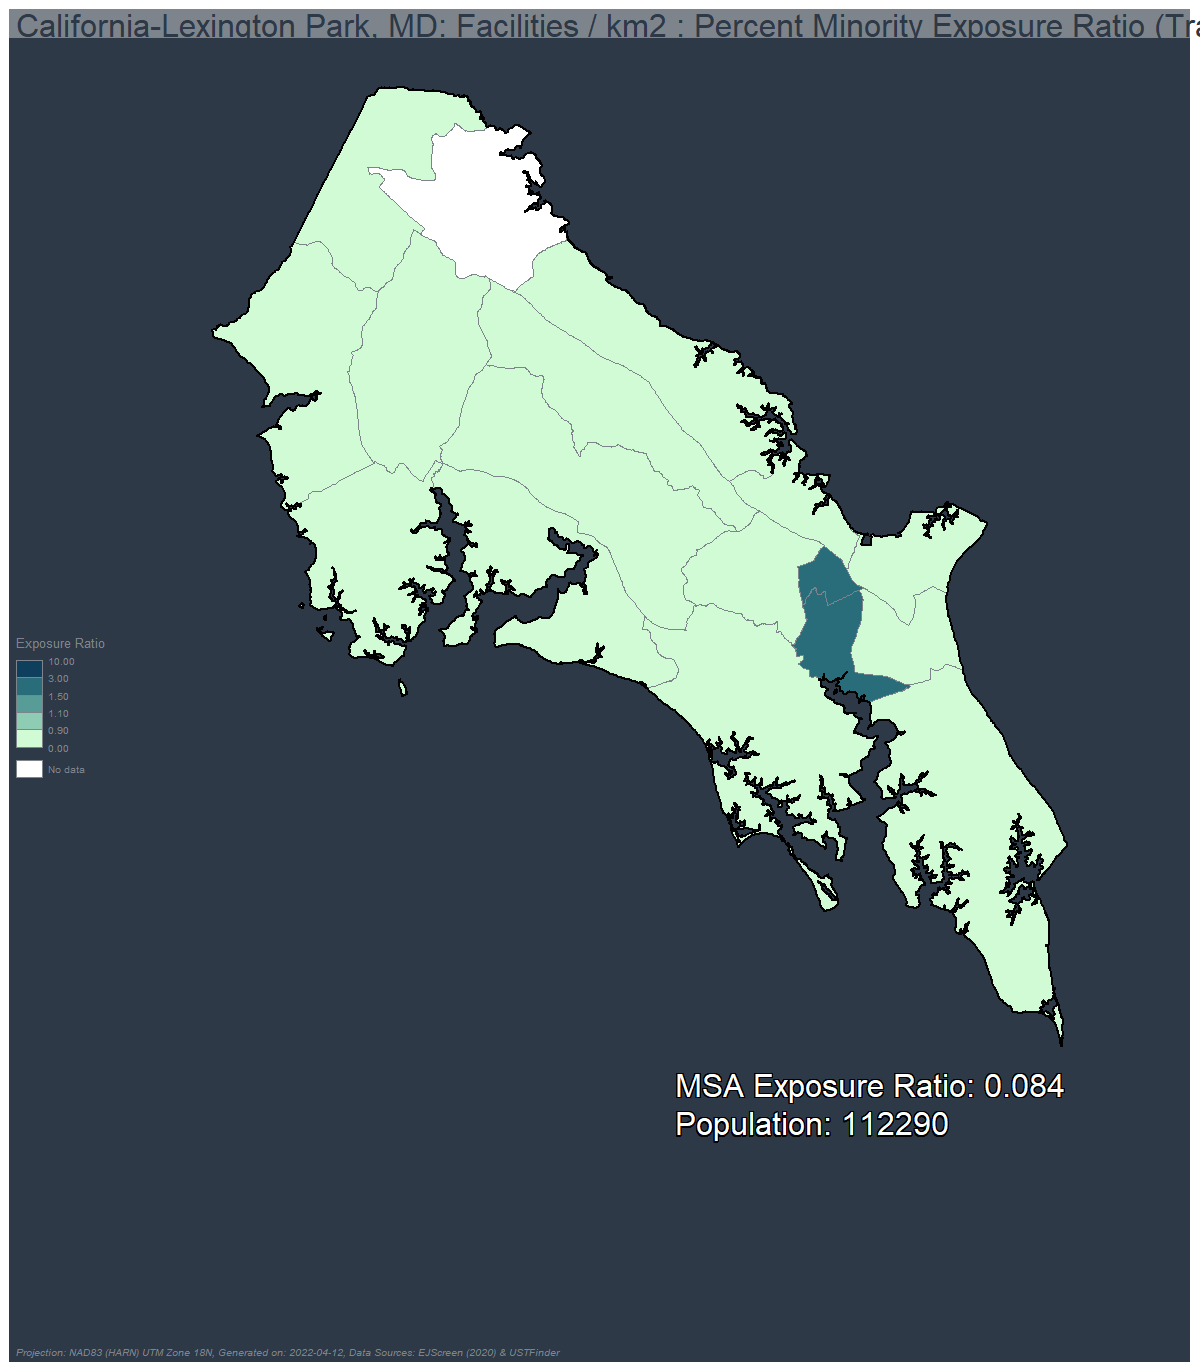 California-Lexington Park, MD: Facilities / km2 : Percent Minority Exposure Ratio (Tra
Exposure Ratio
10.00
3.00
1.50
1.10
0.90
0.00
No data
MSA Exposure Ratio: 0.084
Population: 112290
Projection: NAD83 (HARN) UTM Zone 18N, Generated on: 2022-04-12, Data Sources: EJScreen (2020) & USTFinder